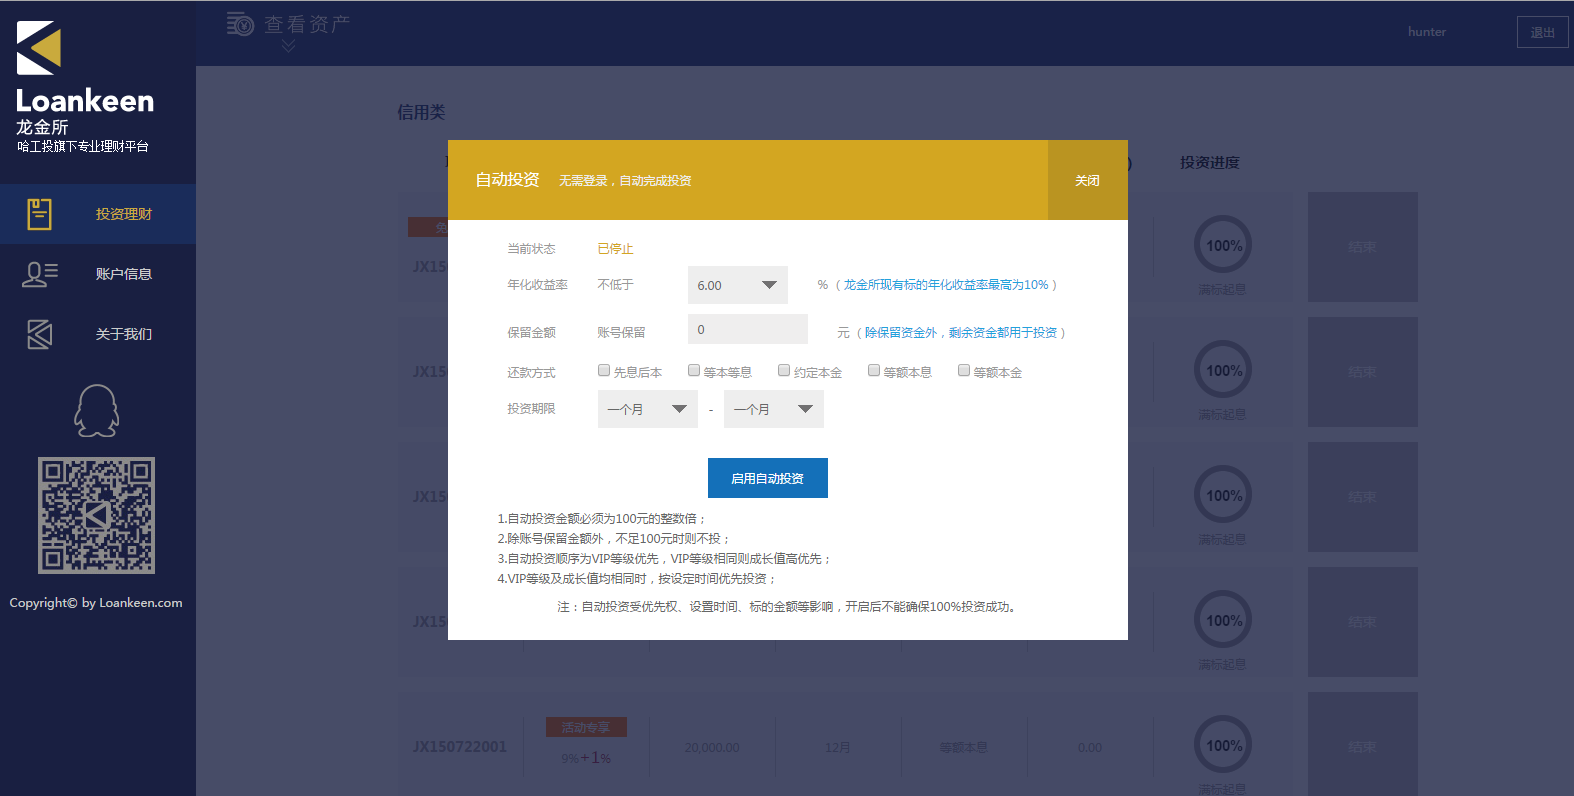 查看资产
hunter
退出
Loankeen
龙金所
哈工投旗下专业理财平台
投资理财
账户信息
关于我们
Copyright© by Loankeen.com
信用类
投资进度
自动投资 无需登录，自动完成投资 关闭
当前状态 已停止
年化收益率 不低于 6.00 %（龙金所现有标的年化收益率最高为10%）
保留金额 账号保留 0 元（除保留资金外，剩余资金都用于投资）
还款方式 先息后本 等本等息 约定本金 等额本息 等额本金
投资期限 一个月 - 一个月
启用自动投资
1.自动投资金额必须为100元的整数倍；
2.除账号保留金额外，不足100元时则不投；
3.自动投资顺序为VIP等级优先，VIP等级相同则成长值高优先；
4.VIP等级及成长值均相同时，按设定时间优先投资；
注：自动投资受优先权、设置时间、标的金额等影响，开启后不能确保100%投资成功。
免
JX15
100%
满标起息
结束
JX15
100%
满标起息
结束
JX15
100%
满标起息
结束
JX15
100%
满标起息
结束
JX150722001
活动专享
9%+1%
20,000.00
12月
等额本息
0.00
100%
满标起息
结束